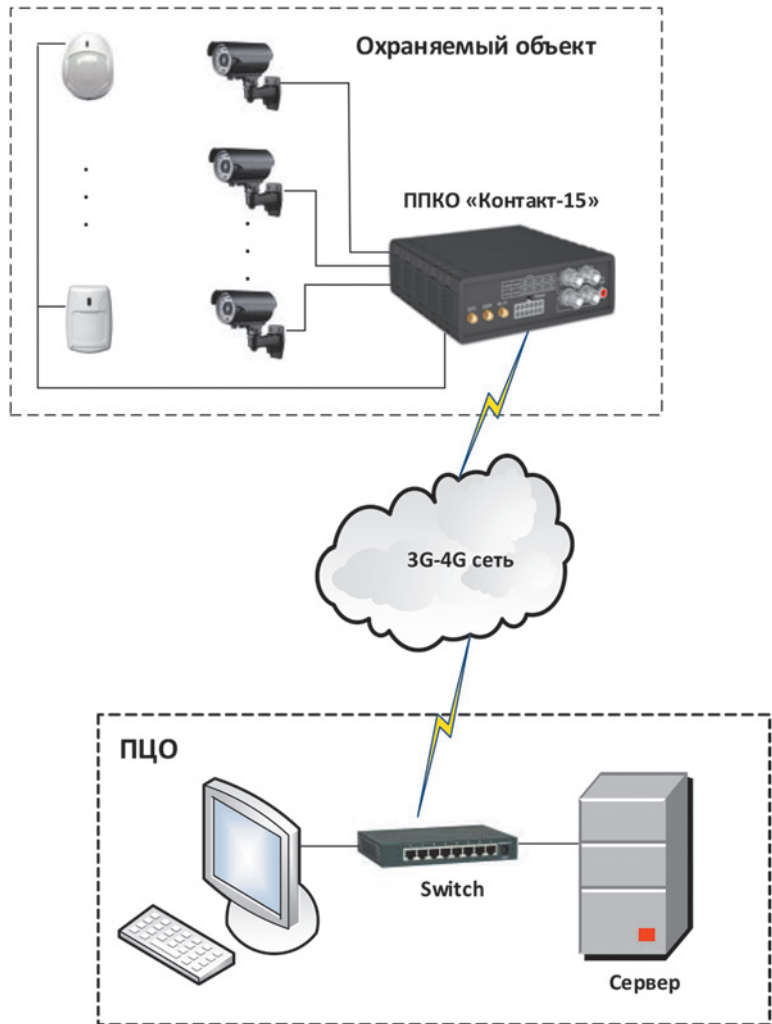 Охраняемый объект
ППКО «Контакт-15»
3G-4G сеть
ПЦО
Switch
Сервер